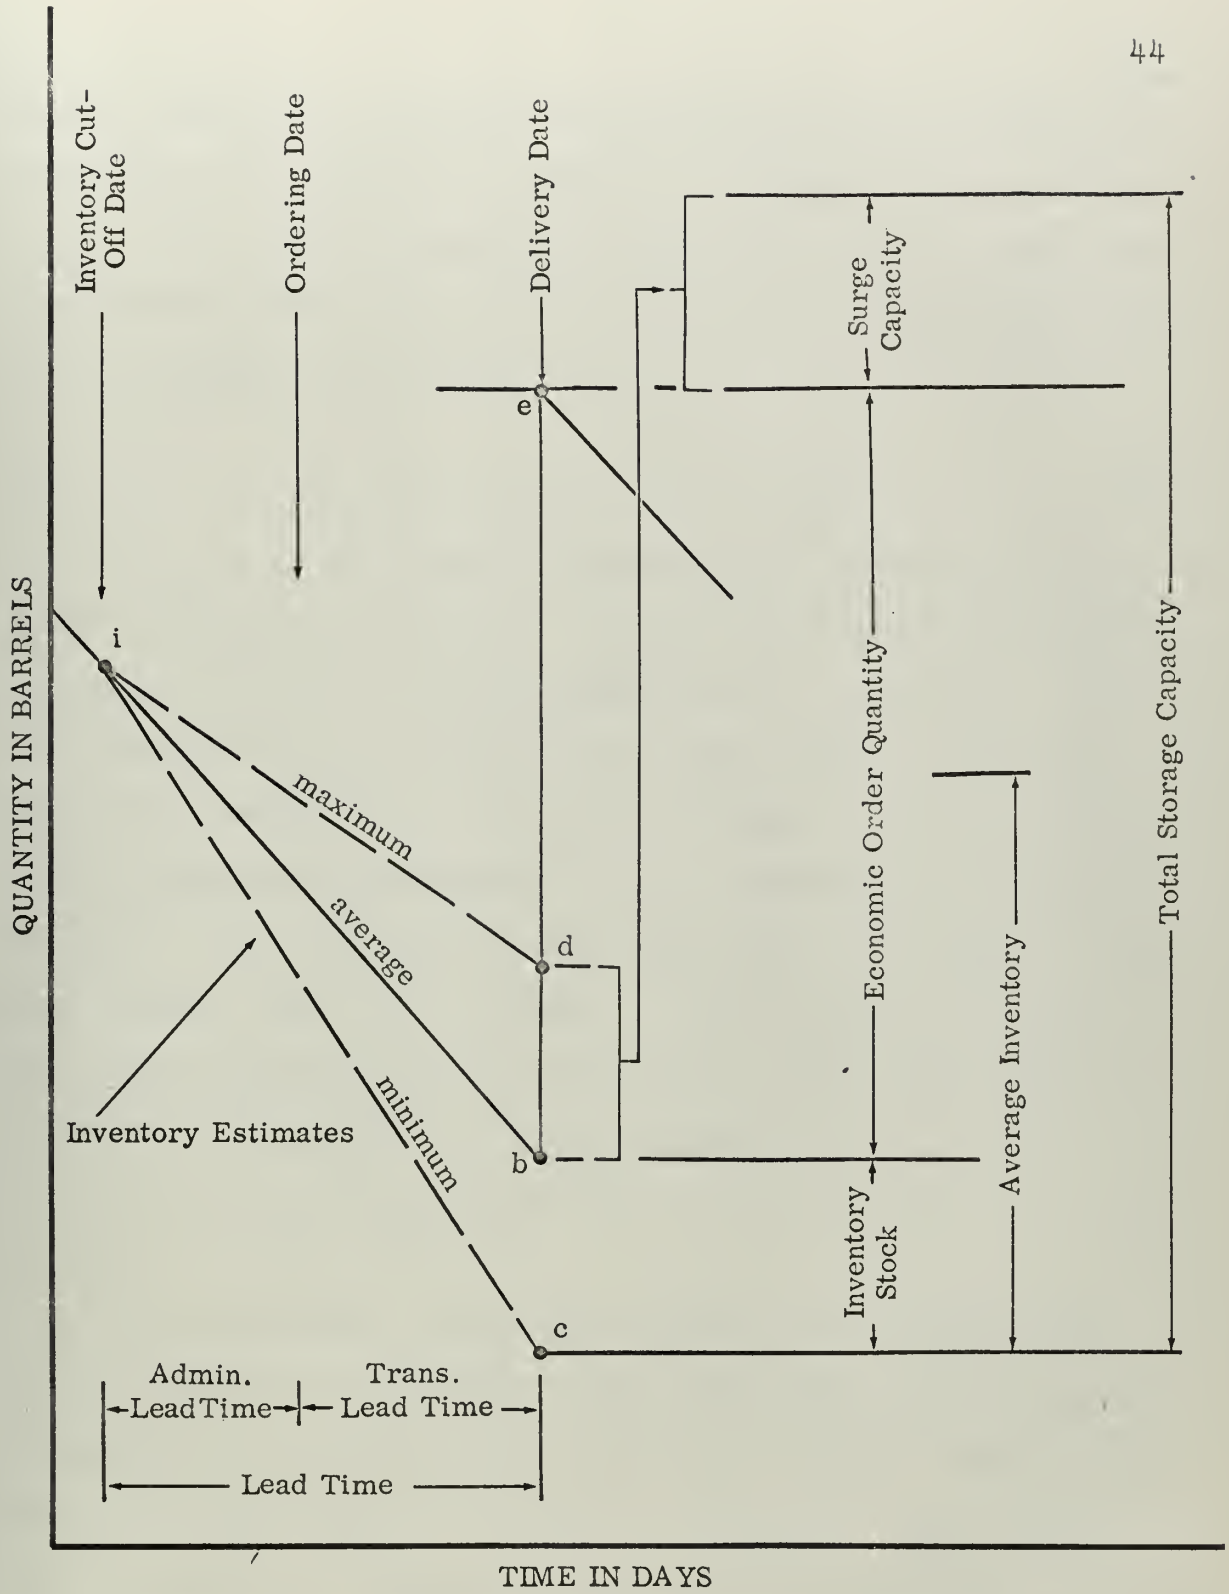 44
Inventory Cut-
Off Date
Ordering Date
Delivery Date
Surge
Capacity
e
QUANTITY IN BARRELS
i
maximum
average
minimum
Inventory Estimates
d
b
c
Economic Order Quantity
Average Inventory
Total Storage Capacity
Inventory
Stock
Admin.
Lead Time
Trans.
Lead Time
Lead Time
TIME IN DAYS